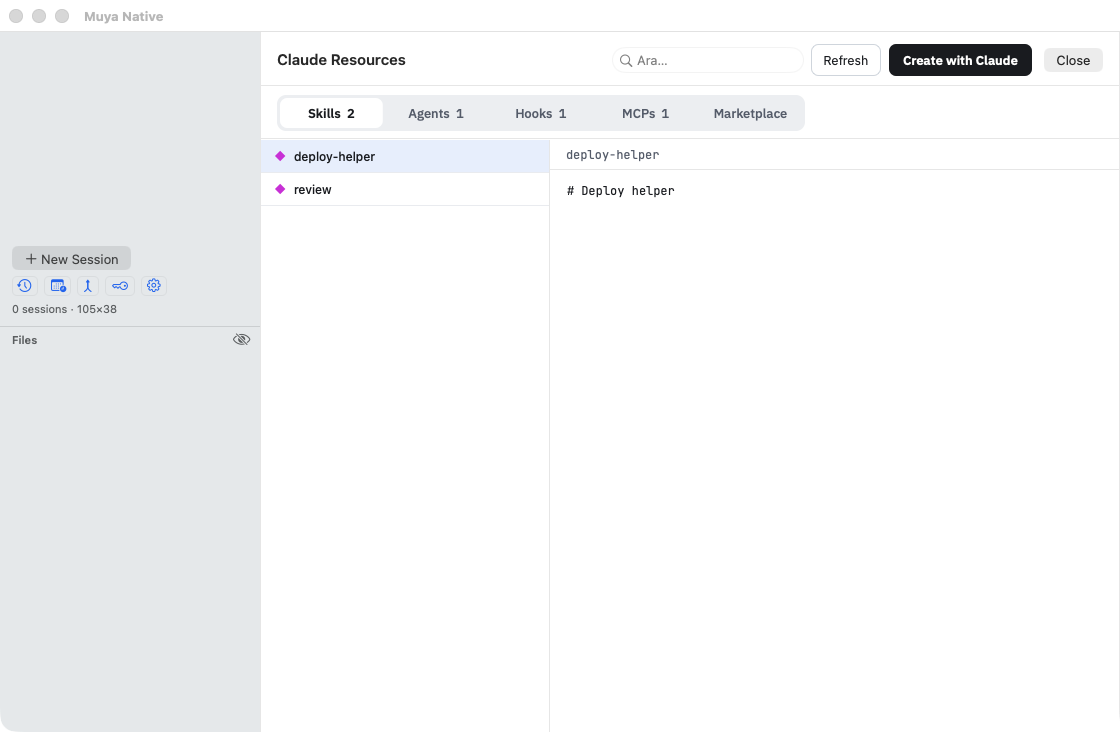 Muya Native
Claude Resources
Ara...
Refresh
Create with Claude
Close
Skills 2
Agents 1
Hooks 1
MCPs 1
Marketplace
deploy-helper
review
deploy-helper
# Deploy helper
New Session
0 sessions · 105×38
Files